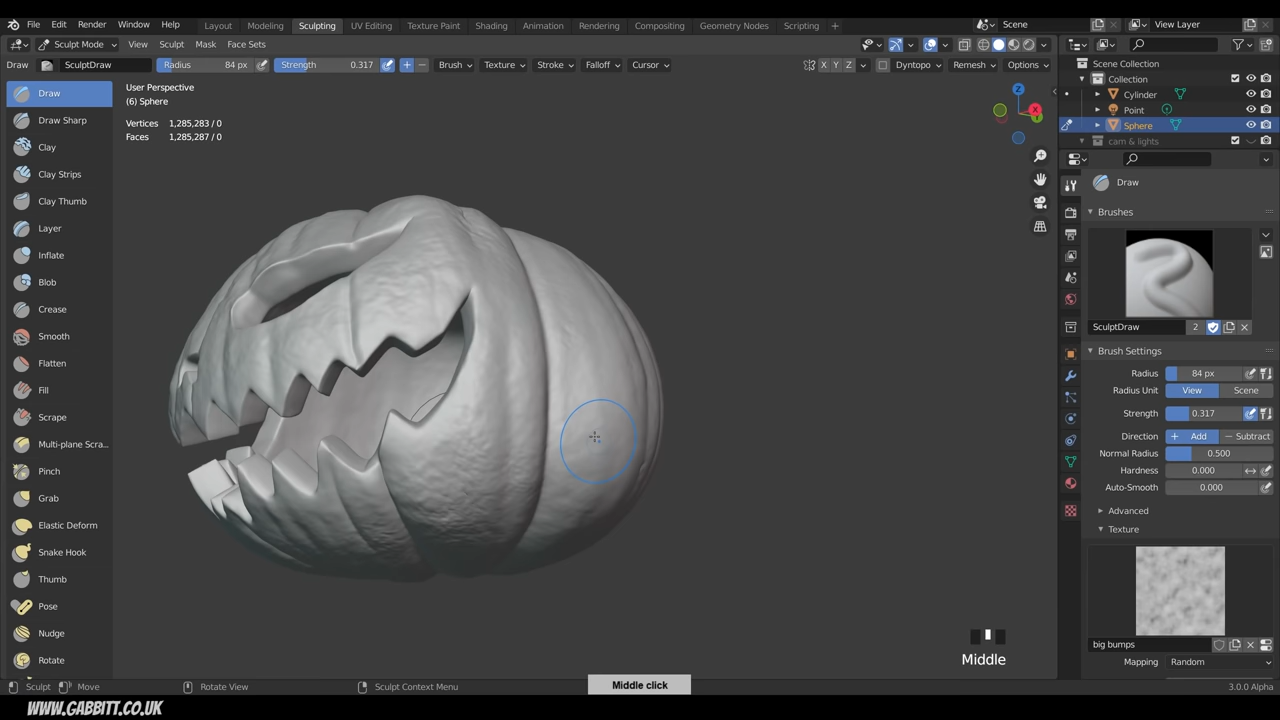 File Edit Render Window Help
Layout Modeling Sculpting UV Editing Texture Paint Shading Animation Rendering Compositing Geometry Nodes Scripting +
Scene
View Layer
Sculpt Mode View Sculpt Mask Face Sets
Draw SculptDraw Radius 84 px Strength 0.317 Brush Texture Stroke Falloff Cursor
X Y Z Dyntopo Remesh Options
Draw
Draw Sharp
Clay
Clay Strips
Clay Thumb
Layer
Inflate
Blob
Crease
Smooth
Flatten
Fill
Scrape
Multi-plane Scra...
Pinch
Grab
Elastic Deform
Snake Hook
Thumb
Pose
Nudge
Rotate
User Perspective
(6) Sphere
Vertices 1,285,283 / 0
Faces 1,285,287 / 0
Z
X
Y
Middle
Middle click
Scene Collection
Collection
Cylinder
Point
Sphere
cam & lights
Draw
Brushes
SculptDraw 2
Brush Settings
Radius 84 px
Radius Unit View Scene
Strength 0.317
Direction + Add − Subtract
Normal Radius 0.500
Hardness 0.000
Auto-Smooth 0.000
Advanced
Texture
big bumps
Mapping Random
Sculpt Move Rotate View Sculpt Context Menu 3.0.0 Alpha
WWW.GABBITT.CO.UK